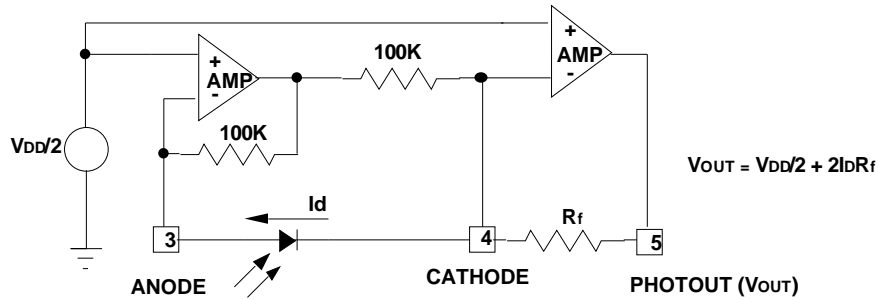 +
AMP
-
100K
+
AMP
-
100K
VDD/2
VOUT = VDD/2 + 2IDRf
Id
Rf
3
4
5
ANODE
CATHODE
PHOTOUT (VOUT)